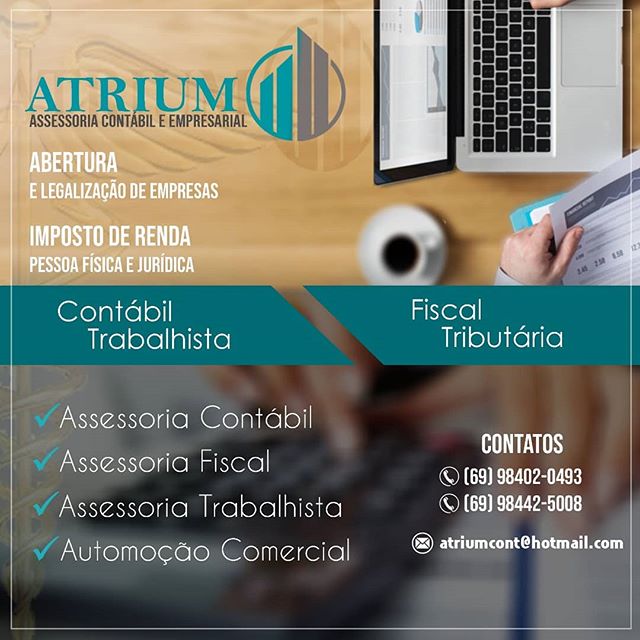 ATRIUM
ASSESSORIA CONTÁBIL E EMPRESARIAL
ABERTURA
E LEGALIZAÇÃO DE EMPRESAS
IMPOSTO DE RENDA
PESSOA FÍSICA E JURÍDICA
Contábil
Trabalhista
Fiscal
Tributária
Assessoria Contábil
Assessoria Fiscal
Assessoria Trabalhista
Automoção Comercial
CONTATOS
(69) 98402-0493
(69) 98442-5008
atriumcont@hotmail.com